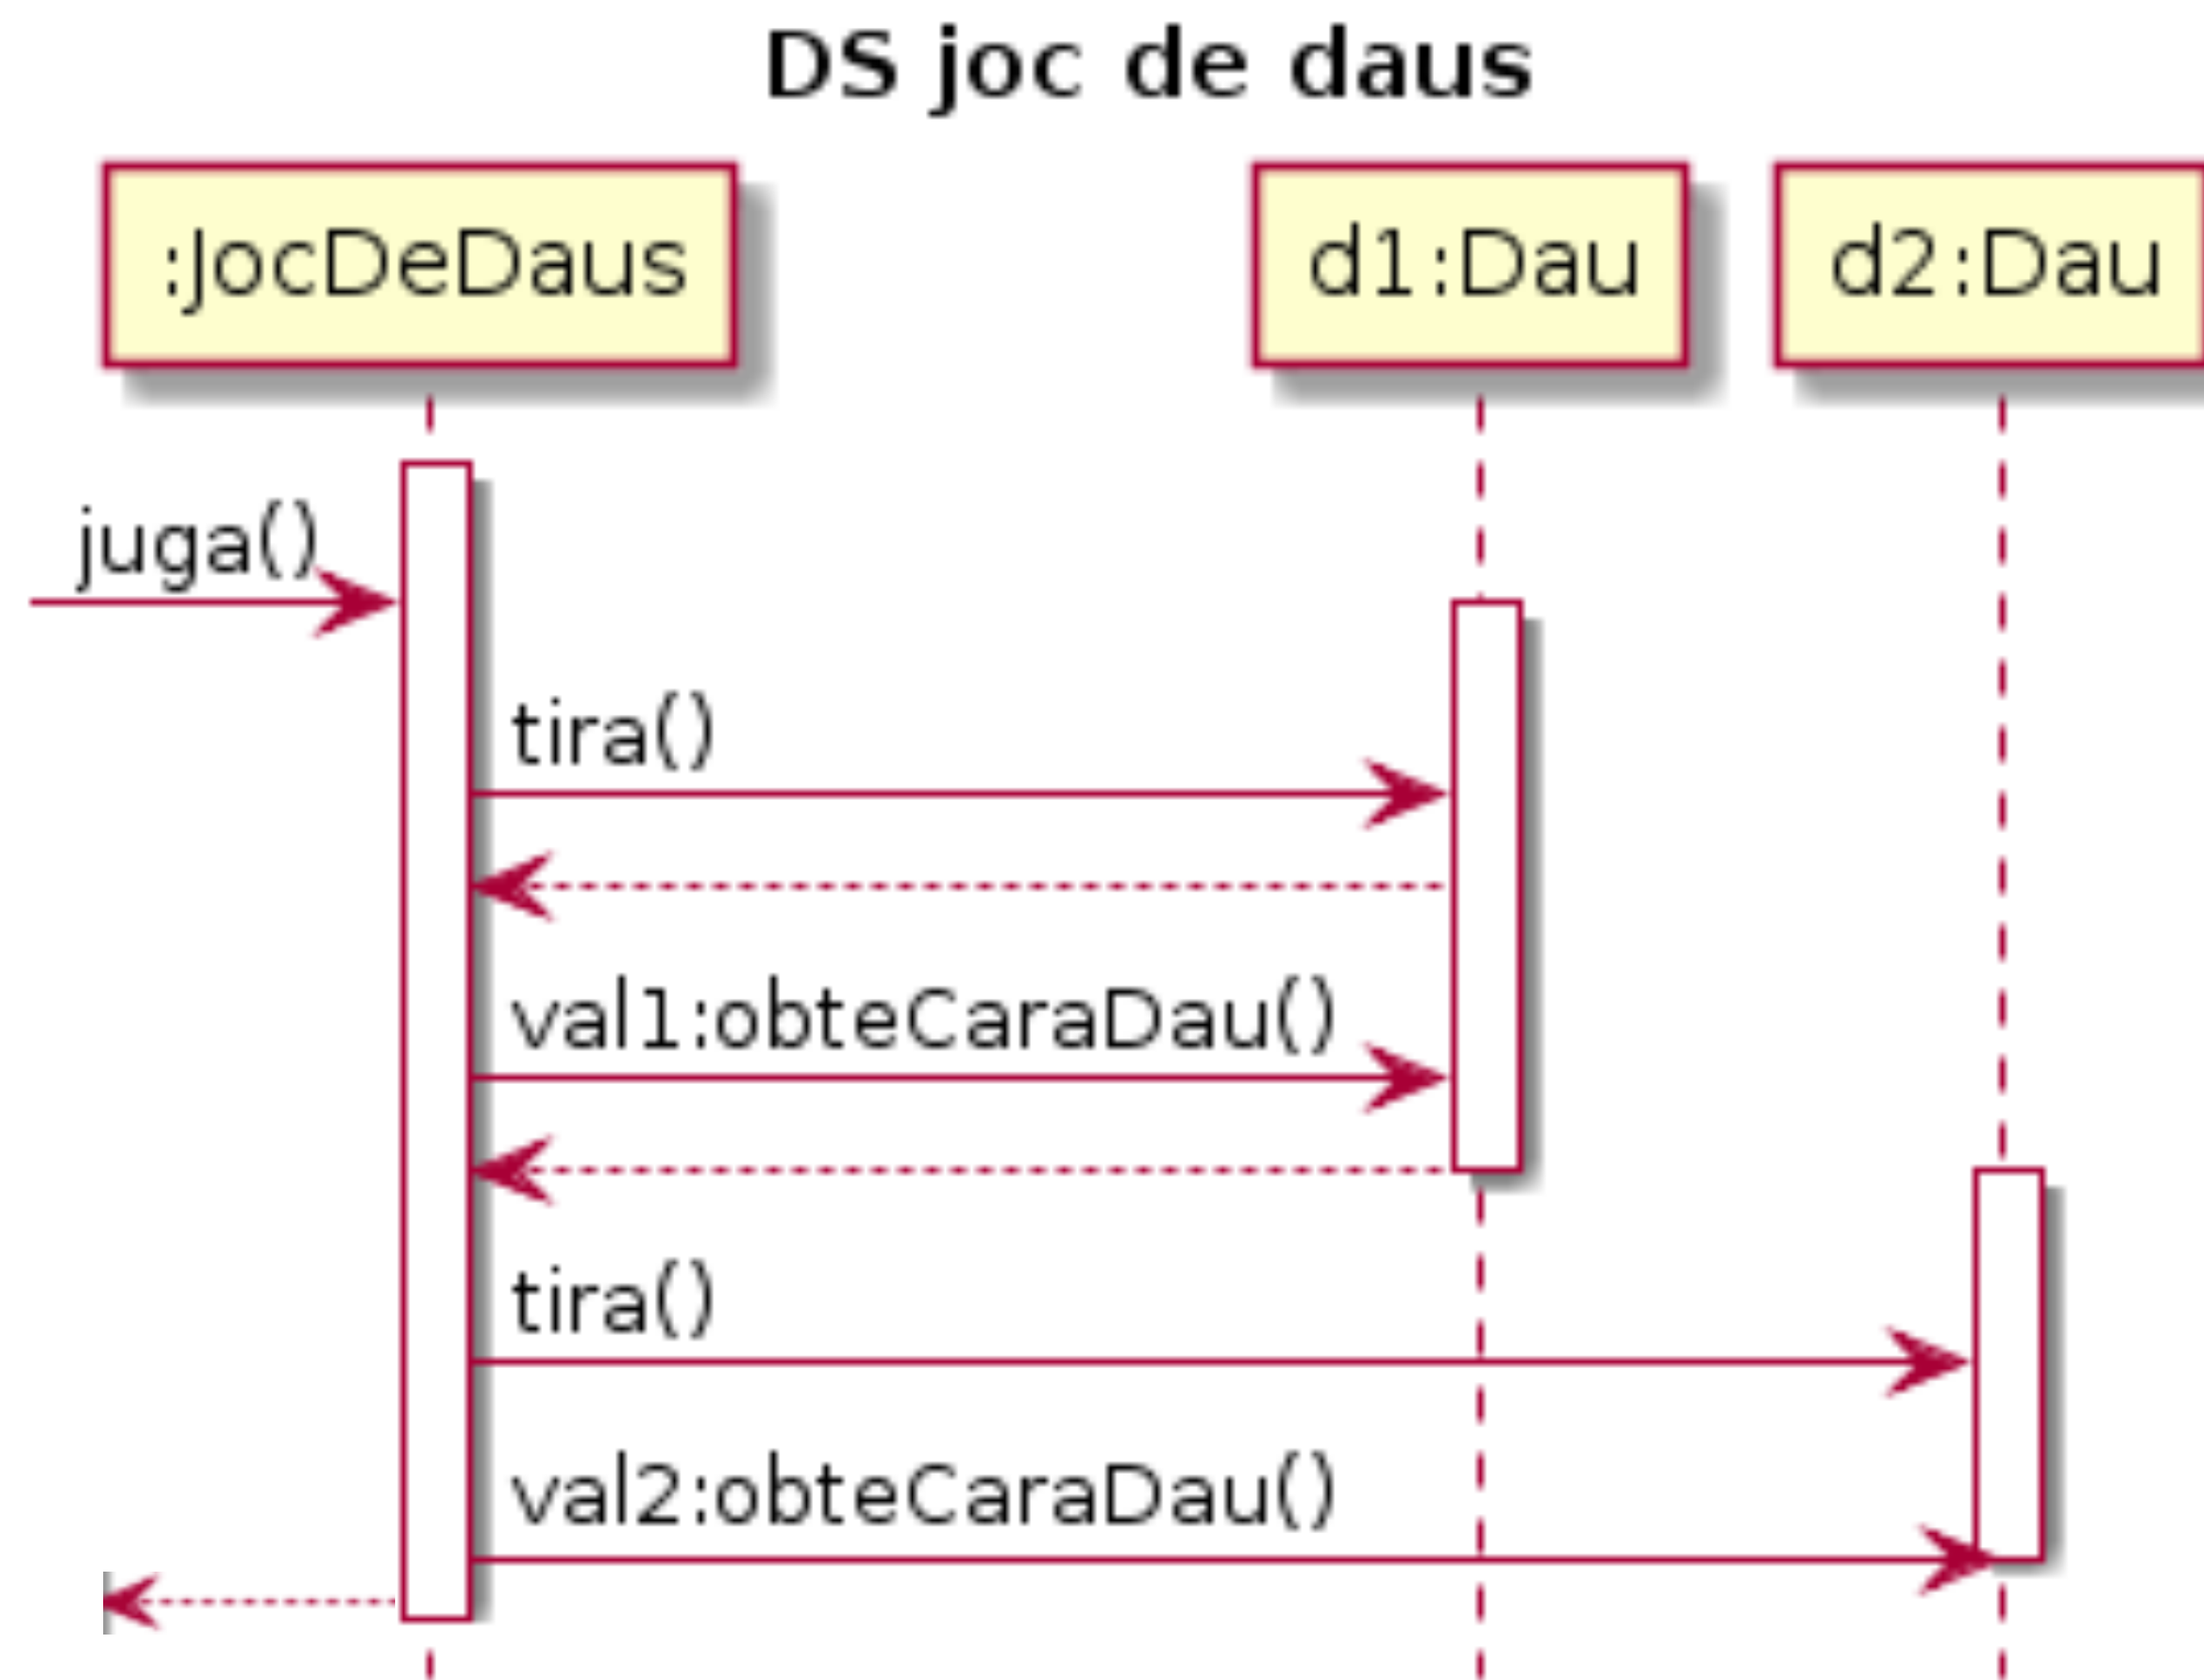 DS joc de daus
:JocDeDaus
d1:Dau
d2:Dau
juga()
tira()
val1:obteCaraDau()
tira()
val2:obteCaraDau()